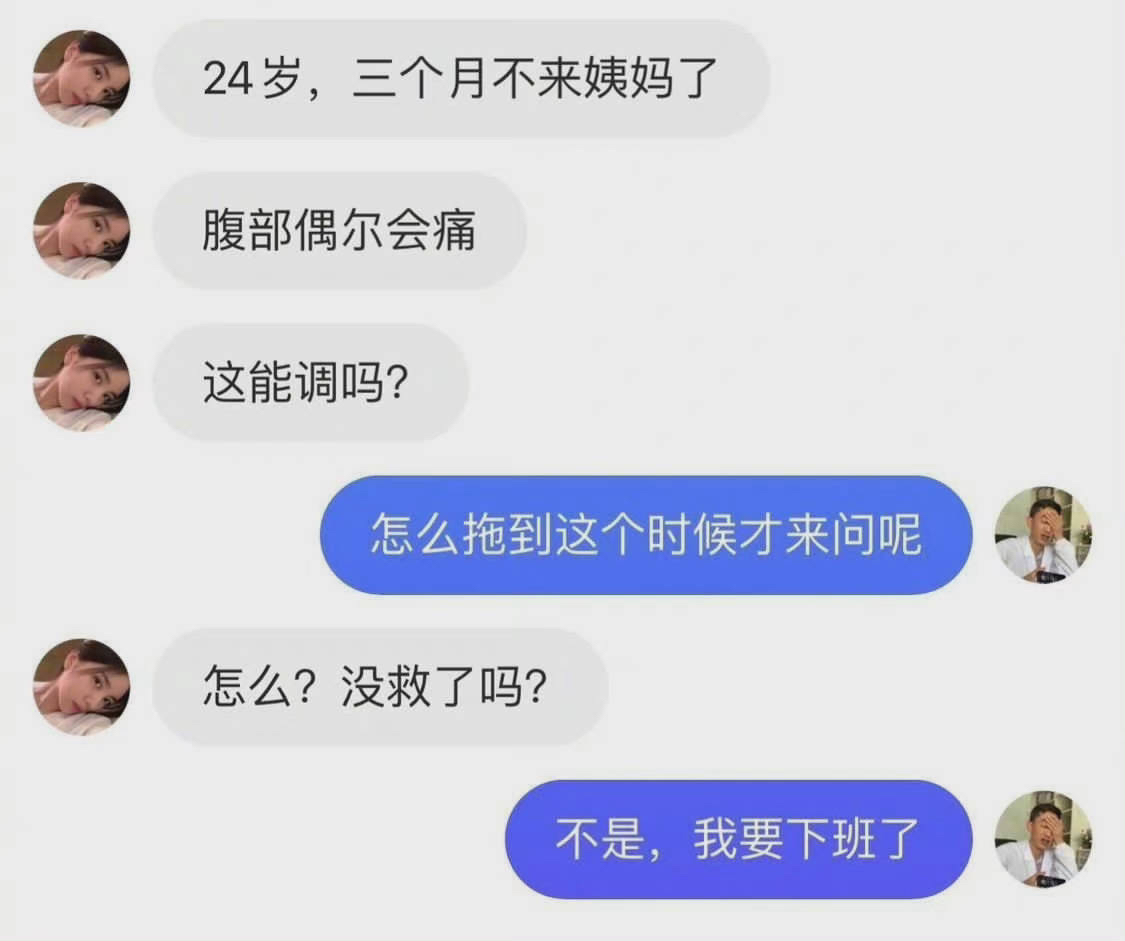 24岁，三个月不来姨妈了
腹部偶尔会痛
这能调吗？
怎么拖到这个时候才来问呢
怎么？没救了吗？
不是，我要下班了